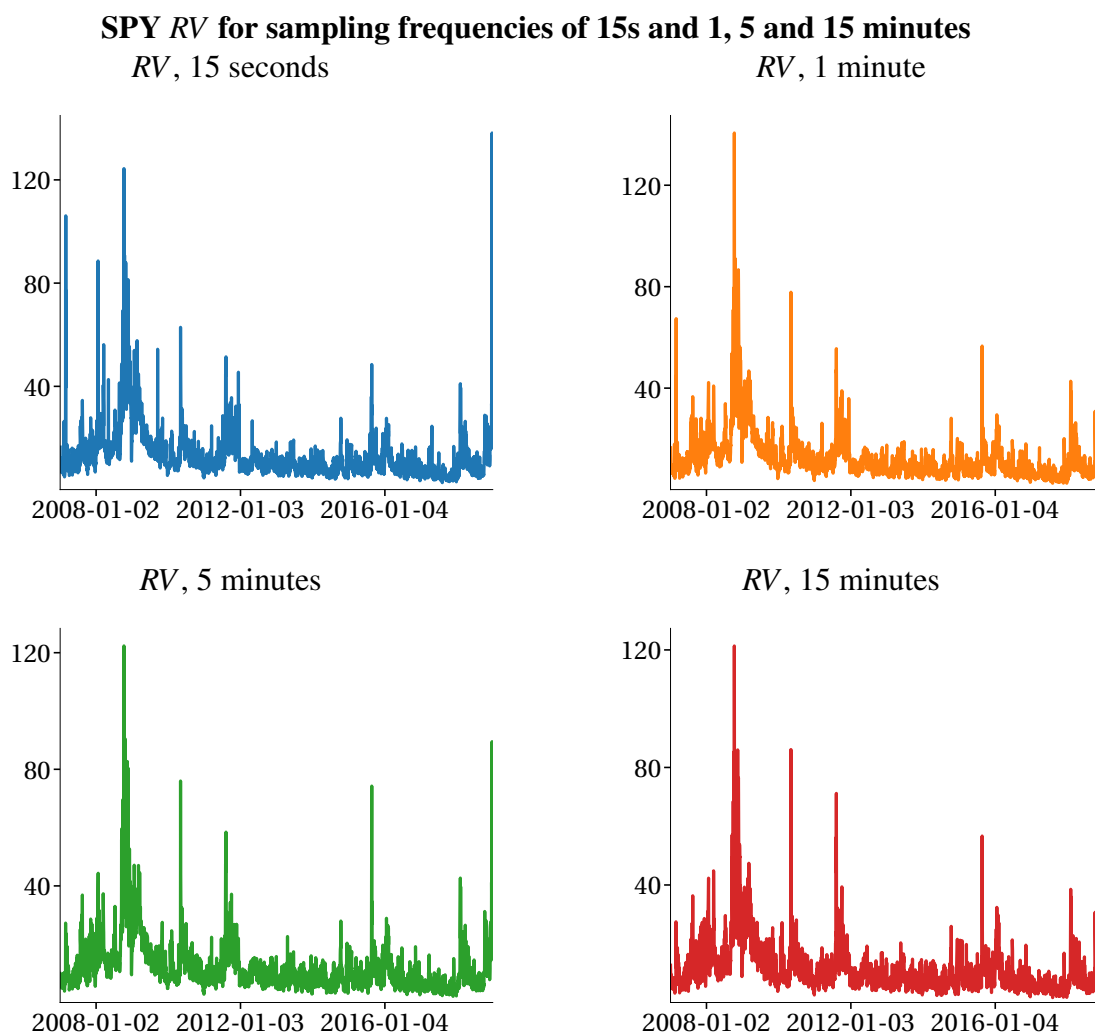 SPY RV for sampling frequencies of 15s and 1, 5 and 15 minutes
RV, 15 seconds
120
80
40
2008-01-02 2012-01-03 2016-01-04
RV, 1 minute
120
80
40
2008-01-02 2012-01-03 2016-01-04
RV, 5 minutes
120
80
40
2008-01-02 2012-01-03 2016-01-04
RV, 15 minutes
120
80
40
2008-01-02 2012-01-03 2016-01-04